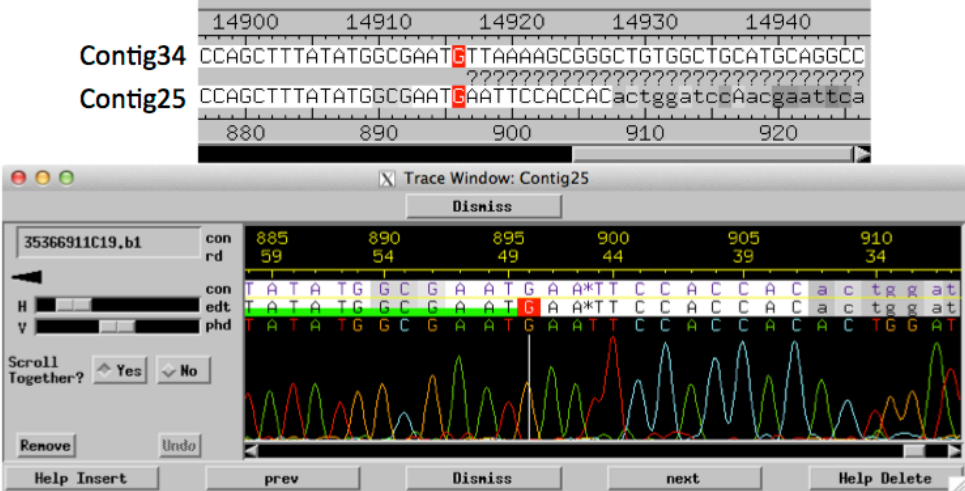 14900 14910 14920 14930 14940
Contig34 CCAGCTTTATATGGCGAATGTTAAAAGCGGGCTGTGGCTGCATGCAGGCC
??????????????????????????????
Contig25 CCAGCTTTATATGGCGAATGAATTCCACCACactggatccAacgaattca
880 890 900 910 920
X Trace Window: Contig25
Dismiss
35366911C19.b1
con 885 890 895 900 905 910
rd 59 54 49 44 39 34
con T A T A T G G C G A A T G A A*T T C C A C C A C a c t g g a t
H edt T A T A T G G C G A A T G A A*T T C C A C C A C a c t g g a t
V phd T A T A T G G C G A A T G A A T T C C A C C A C A C T G G A T
Scroll Together? Yes No
Remove Undo
Help Insert prev Dismiss next Help Delete